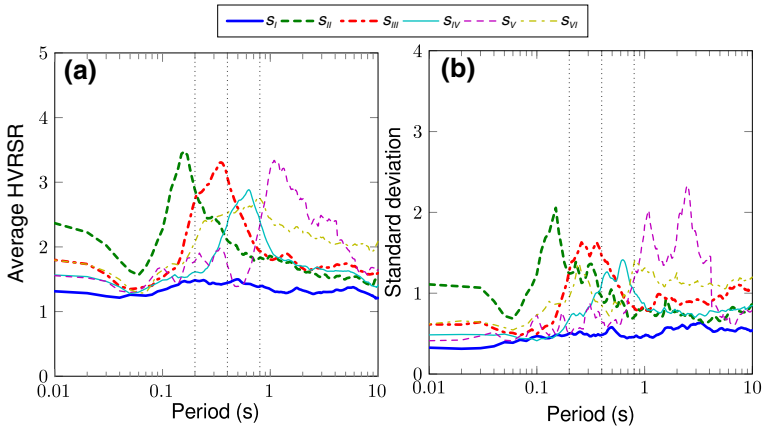 S_I S_II S_III S_IV S_V S_VI
(a)
Average HVRSR
5
4
3
2
1
0
0.01 0.1 1 10
Period (s)
(b)
Standard deviation
4
3
2
1
0
0.01 0.1 1 10
Period (s)